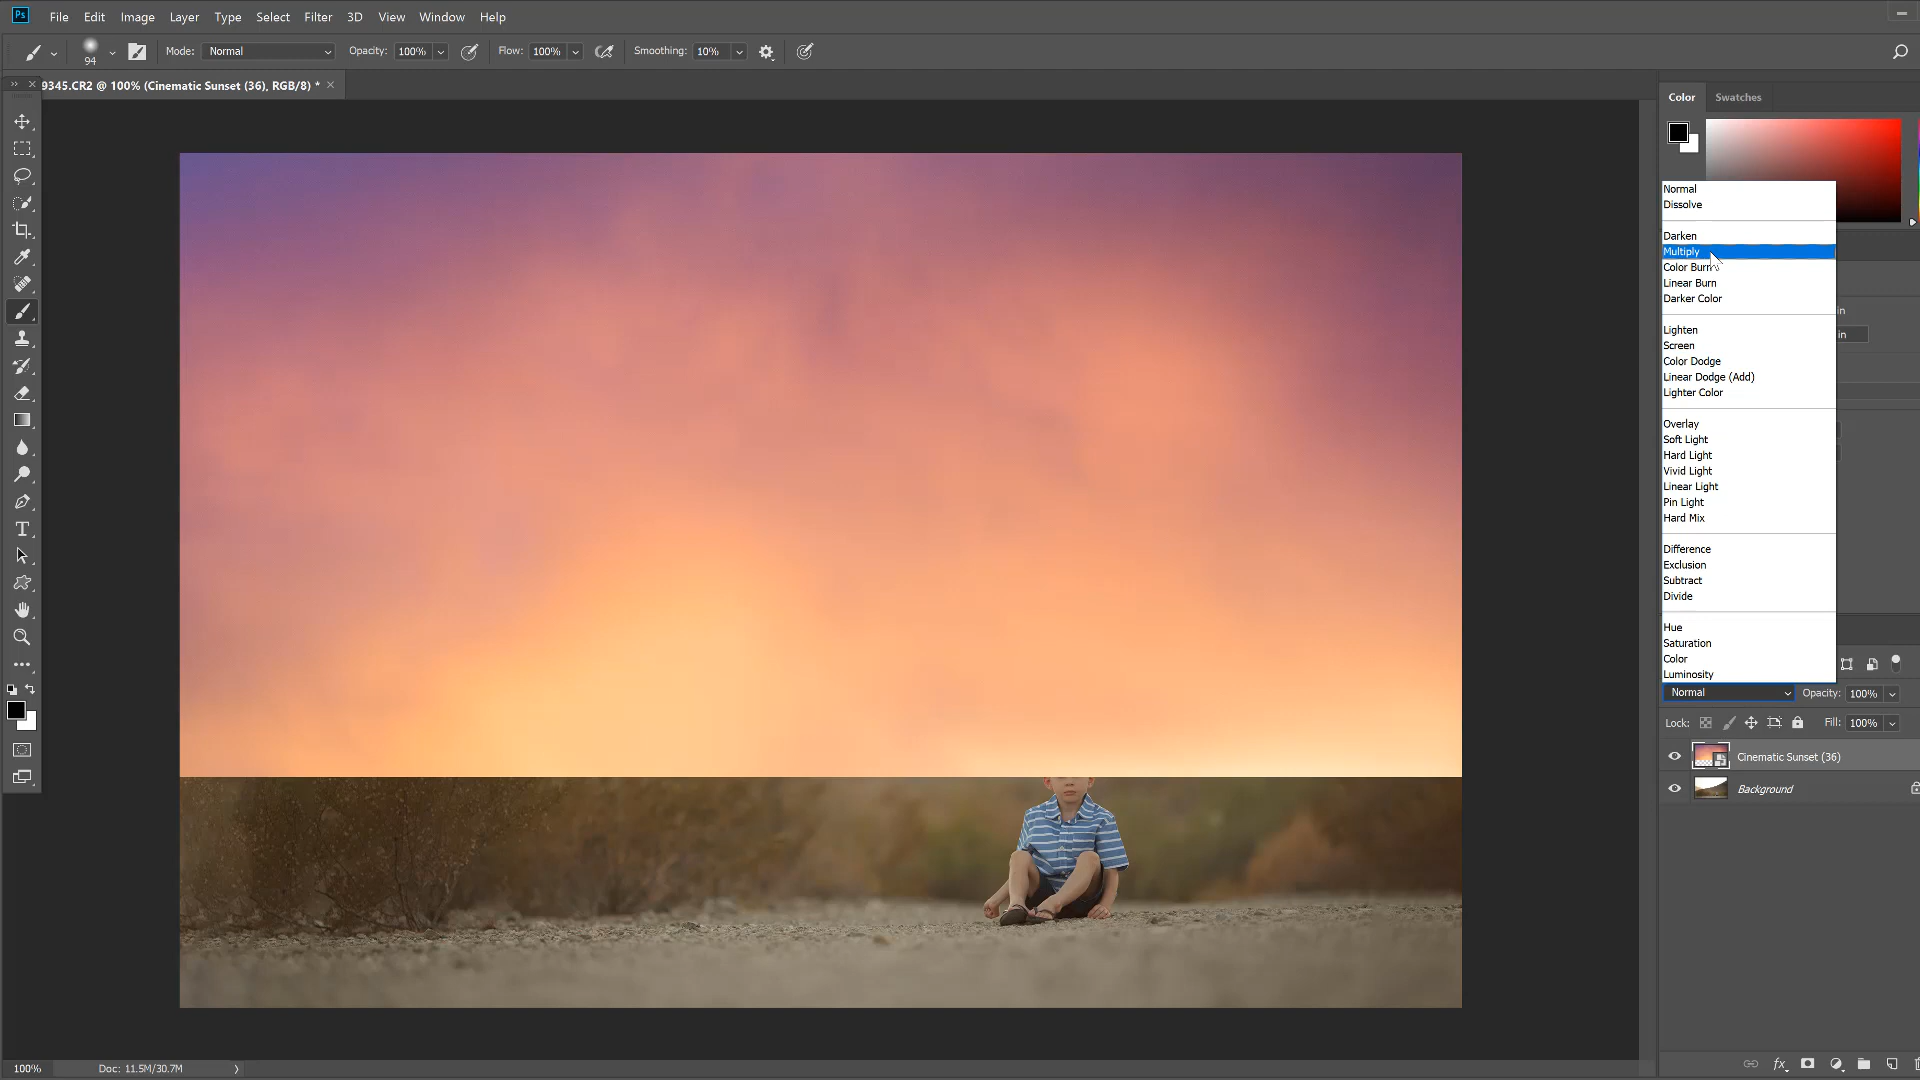 Ps File Edit Image Layer Type Select Filter 3D View Window Help
94 Mode: Normal Opacity: 100% Flow: 100% Smoothing: 10%
9345.CR2 @ 100% (Cinematic Sunset (36), RGB/8) * ×
Color Swatches
Normal
Dissolve
Darken
Multiply
Color Burn
Linear Burn
Darker Color
in
in
Lighten
Screen
Color Dodge
Linear Dodge (Add)
Lighter Color
Overlay
Soft Light
Hard Light
Vivid Light
Linear Light
Pin Light
Hard Mix
Difference
Exclusion
Subtract
Divide
Hue
Saturation
Color
Luminosity
Normal Opacity: 100%
Lock: Fill: 100%
Cinematic Sunset (36)
Background
fx
100% Doc: 11.5M/30.7M